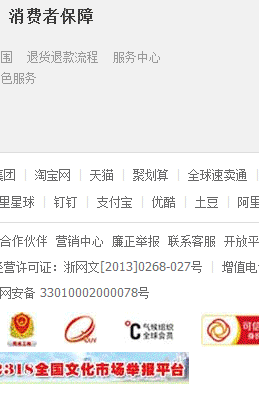 消费者保障
围 退货退款流程 服务中心
色服务
集团 | 淘宝网 | 天猫 | 聚划算 | 全球速卖通 |
里星球 | 钉钉 | 支付宝 | 优酷 | 土豆 | 阿里
合作伙伴 营销中心 廉正举报 联系客服 开放平
经营许可证：浙网文[2013]0268-027号 | 增值电
网安备 33010002000078号
℃ 气候组织
全球会员
可信
2318全国文化市场举报平台